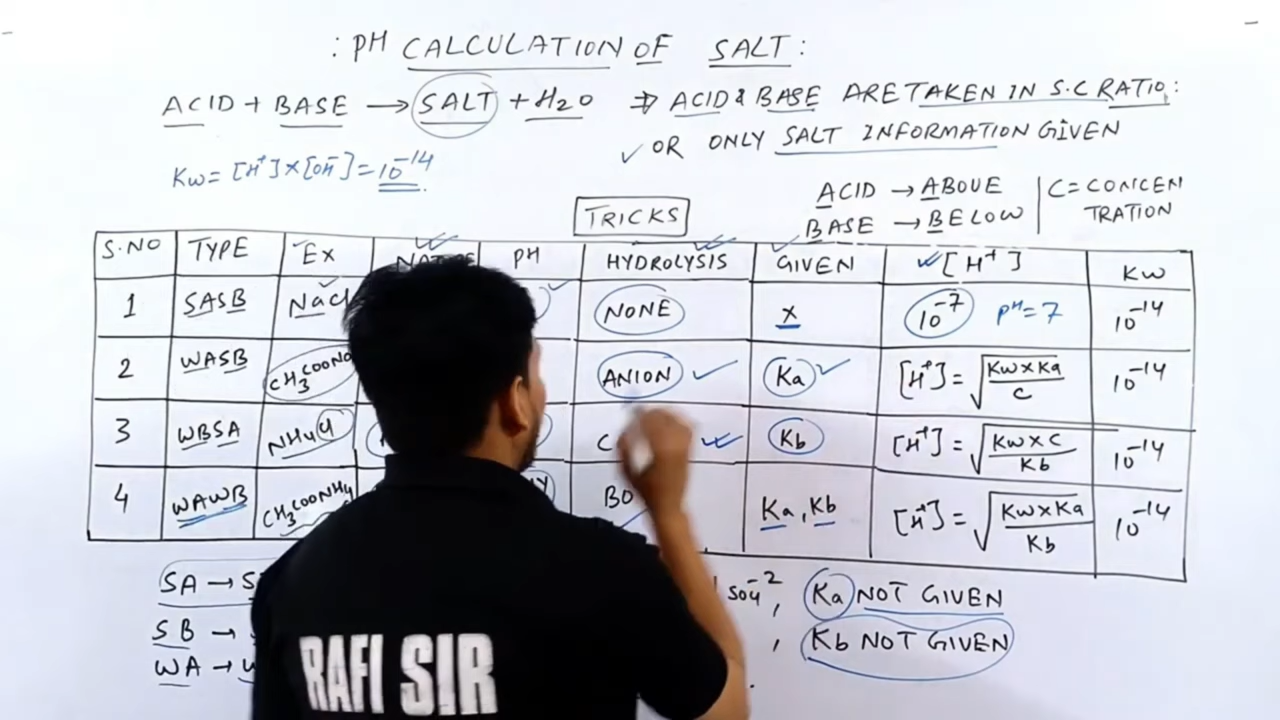 : PH CALCULATION OF SALT :
ACID + BASE → SALT + H2O ⇒ ACID & BASE ARE TAKEN IN S.C RATIO:
✓ OR ONLY SALT INFORMATION GIVEN
Kw = [H⁺] × [OH⁻] = 10⁻¹⁴.
ACID → ABOVE
BASE → BELOW
C = CONCEN
TRATION
TRICKS
S.NO TYPE EX PH HYDROLYSIS GIVEN [H⁺] KW
1 SASB NaCl NONE x 10⁻⁷ PH = 7 10⁻¹⁴
2 WASB CH3COONa ANION Ka [H⁺] = √(Kw×Ka/C) 10⁻¹⁴
3 WBSA NH4Cl Kb [H⁺] = √(Kw×C/Kb) 10⁻¹⁴
4 WAWB CH3COONH4 Ka, Kb [H⁺] = √(Kw×Ka/Kb) 10⁻¹⁴
SA → SO4⁻², Ka NOT GIVEN
SB → , Kb NOT GIVEN
WA →
RAFI SIR